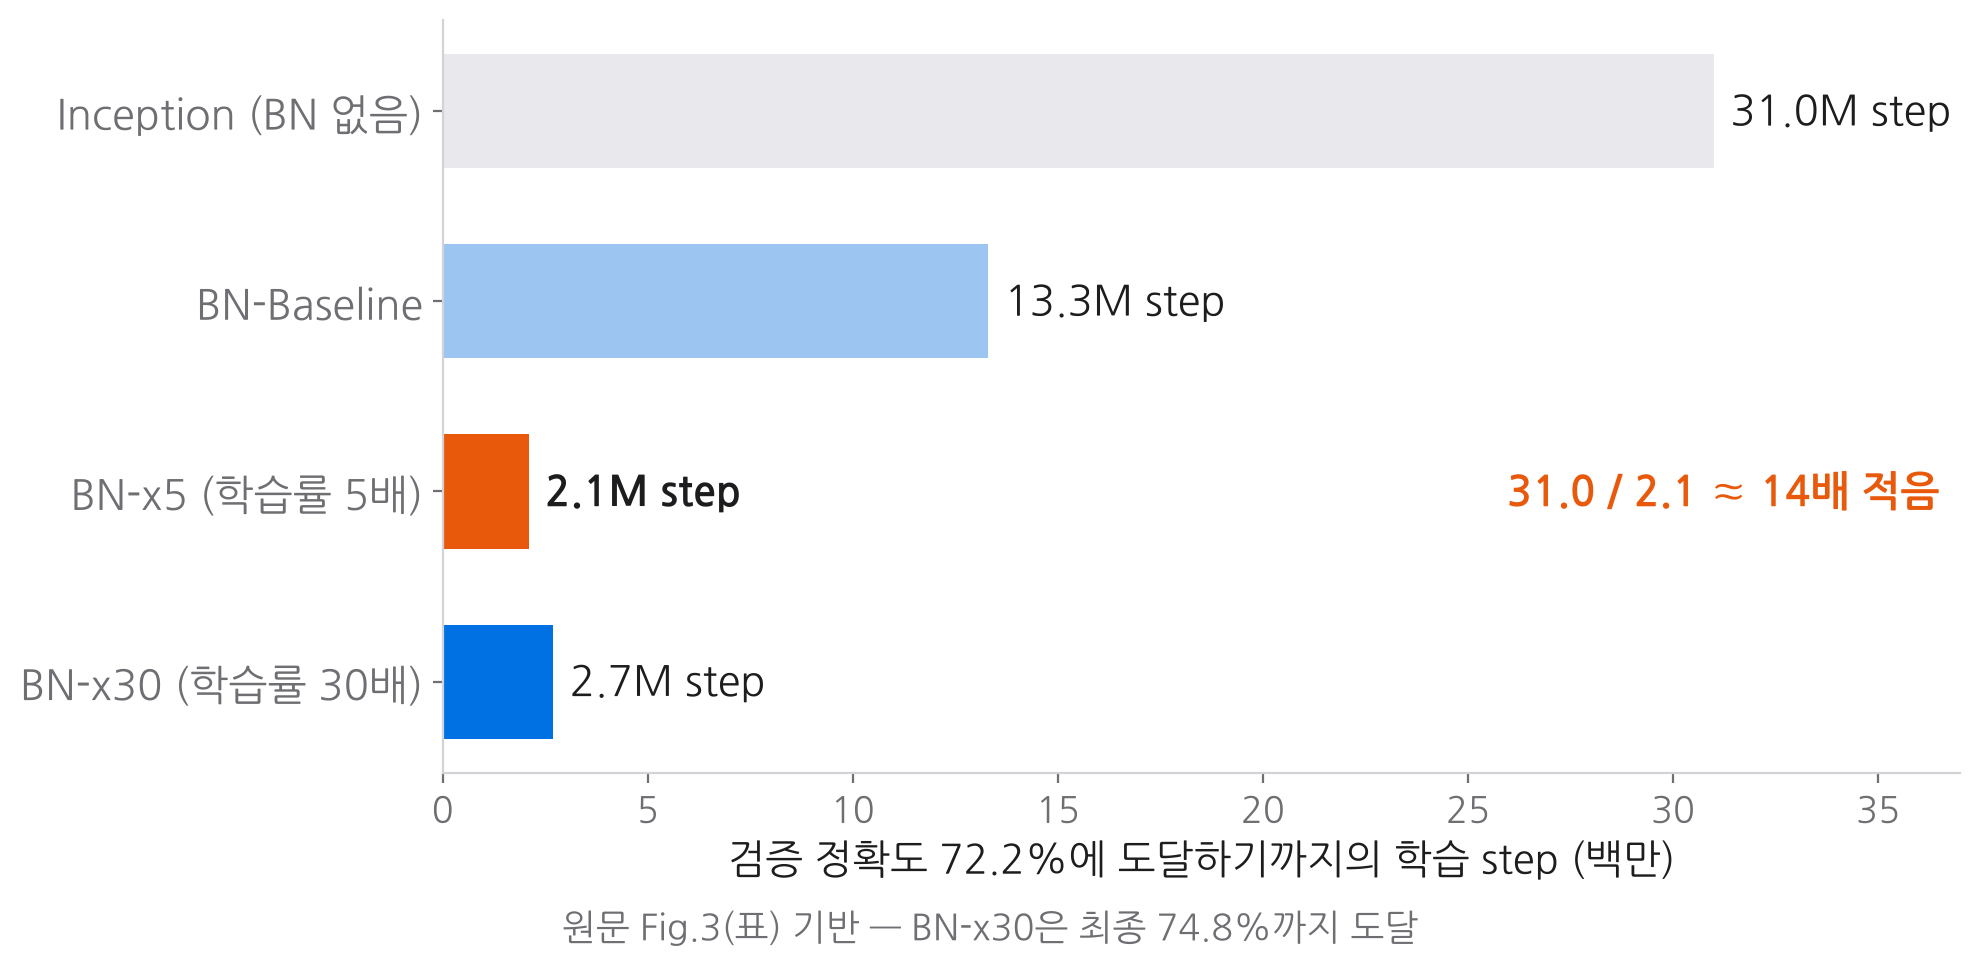 Inception (BN 없음)
31.0M step
BN-Baseline
13.3M step
BN-x5 (학습률 5배)
2.1M step
31.0 / 2.1 ≈ 14배 적음
BN-x30 (학습률 30배)
2.7M step
0 5 10 15 20 25 30 35
검증 정확도 72.2%에 도달하기까지의 학습 step (백만)
원문 Fig.3(표) 기반 — BN-x30은 최종 74.8%까지 도달